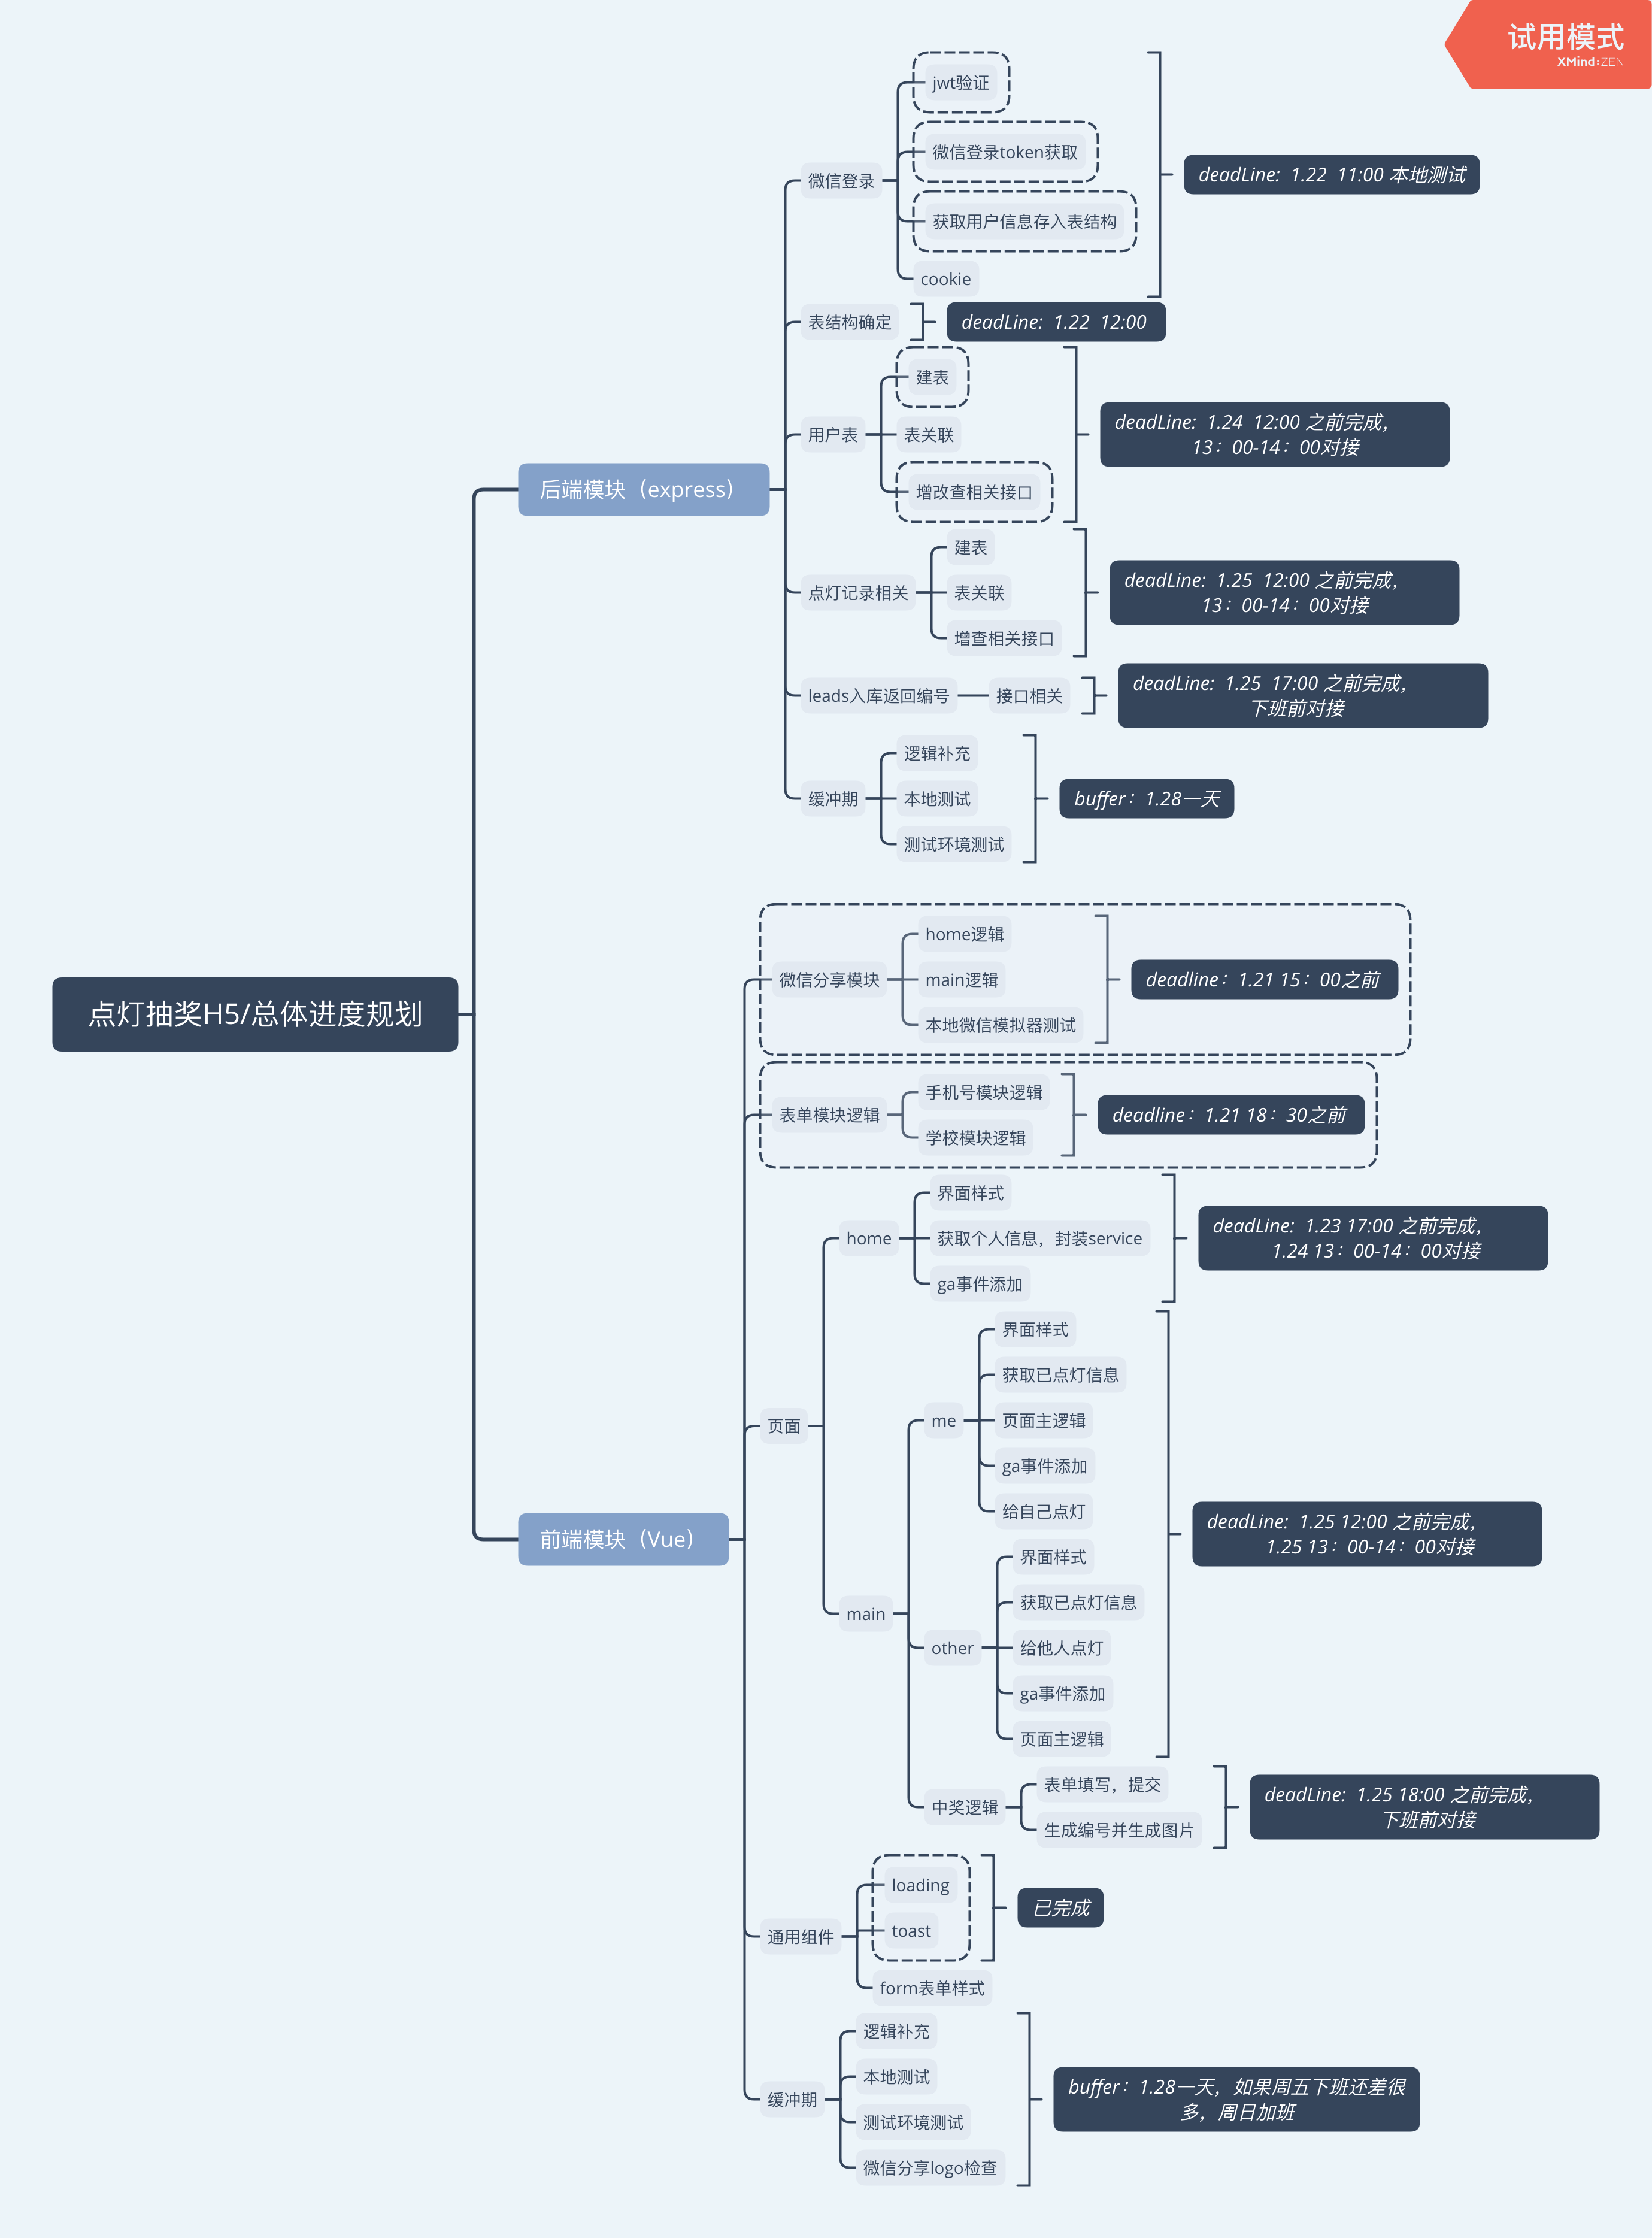 试用模式
XMind:ZEN
点灯抽奖H5/总体进度规划
后端模块（express）
微信登录
jwt验证
微信登录token获取
获取用户信息存入表结构
cookie
deadLine:  1.22  11:00 本地测试
表结构确定
deadLine:  1.22  12:00
用户表
建表
表关联
增改查相关接口
deadLine:  1.24  12:00 之前完成，
13：00-14：00对接
点灯记录相关
建表
表关联
增查相关接口
deadLine:  1.25  12:00 之前完成，
13：00-14：00对接
leads入库返回编号
接口相关
deadLine:  1.25  17:00 之前完成，
下班前对接
缓冲期
逻辑补充
本地测试
测试环境测试
buffer：1.28一天
前端模块（Vue）
微信分享模块
home逻辑
main逻辑
本地微信模拟器测试
deadline：1.21 15：00之前
表单模块逻辑
手机号模块逻辑
学校模块逻辑
deadline：1.21 18：30之前
页面
home
界面样式
获取个人信息，封装service
ga事件添加
deadLine:  1.23 17:00 之前完成，
1.24 13：00-14：00对接
main
me
界面样式
获取已点灯信息
页面主逻辑
ga事件添加
给自己点灯
other
界面样式
获取已点灯信息
给他人点灯
ga事件添加
页面主逻辑
deadLine:  1.25 12:00 之前完成，
1.25 13：00-14：00对接
中奖逻辑
表单填写，提交
生成编号并生成图片
deadLine:  1.25 18:00 之前完成，
下班前对接
通用组件
loading
toast
已完成
form表单样式
缓冲期
逻辑补充
本地测试
测试环境测试
微信分享logo检查
buffer：1.28一天，如果周五下班还差很
多，周日加班